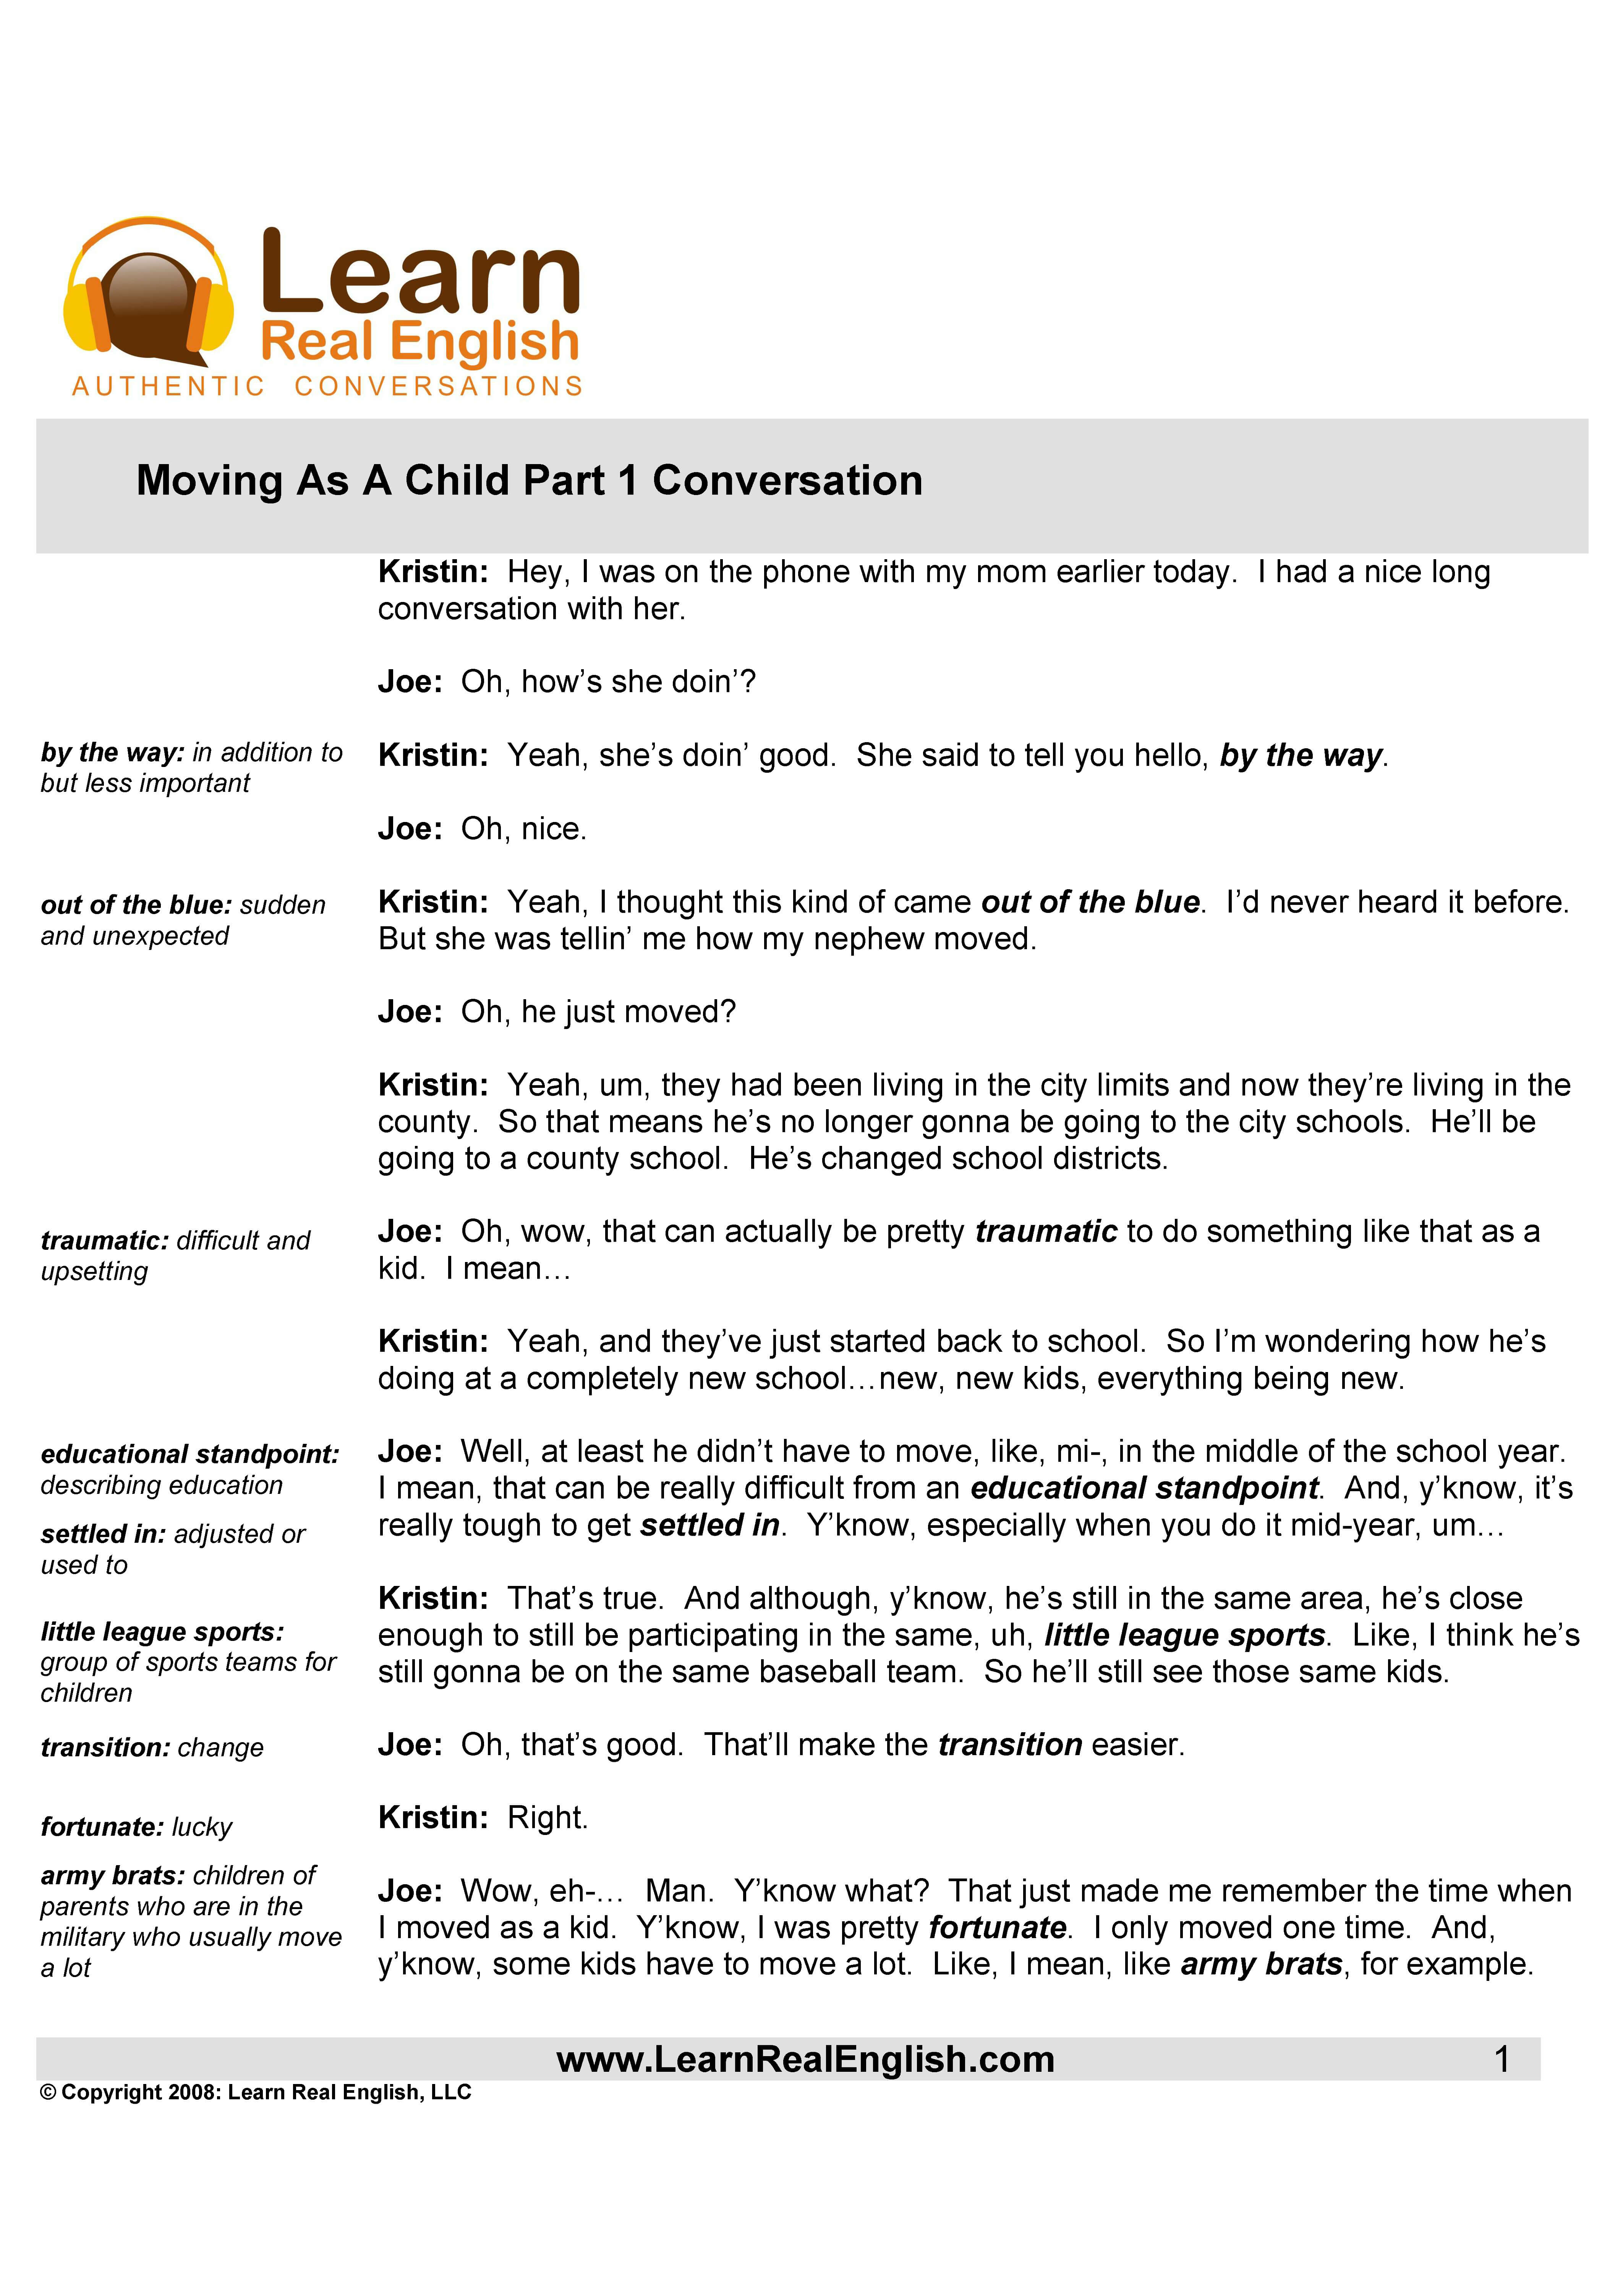 Learn
Real English
AUTHENTIC CONVERSATIONS
Moving As A Child Part 1 Conversation
Kristin: Hey, I was on the phone with my mom earlier today. I had a nice long
conversation with her.
Joe: Oh, how’s she doin’?
by the way: in addition to
but less important
Kristin: Yeah, she’s doin’ good. She said to tell you hello, by the way.
Joe: Oh, nice.
out of the blue: sudden
and unexpected
Kristin: Yeah, I thought this kind of came out of the blue. I’d never heard it before.
But she was tellin’ me how my nephew moved.
Joe: Oh, he just moved?
Kristin: Yeah, um, they had been living in the city limits and now they’re living in the
county. So that means he’s no longer gonna be going to the city schools. He’ll be
going to a county school. He’s changed school districts.
traumatic: difficult and
upsetting
Joe: Oh, wow, that can actually be pretty traumatic to do something like that as a
kid. I mean…
Kristin: Yeah, and they’ve just started back to school. So I’m wondering how he’s
doing at a completely new school…new, new kids, everything being new.
educational standpoint:
describing education
settled in: adjusted or
used to
Joe: Well, at least he didn’t have to move, like, mi-, in the middle of the school year.
I mean, that can be really difficult from an educational standpoint. And, y’know, it’s
really tough to get settled in. Y’know, especially when you do it mid-year, um…
little league sports:
group of sports teams for
children
Kristin: That’s true. And although, y’know, he’s still in the same area, he’s close
enough to still be participating in the same, uh, little league sports. Like, I think he’s
still gonna be on the same baseball team. So he’ll still see those same kids.
transition: change
Joe: Oh, that’s good. That’ll make the transition easier.
Kristin: Right.
fortunate: lucky
army brats: children of
parents who are in the
military who usually move
a lot
Joe: Wow, eh-… Man. Y’know what? That just made me remember the time when
I moved as a kid. Y’know, I was pretty fortunate. I only moved one time. And,
y’know, some kids have to move a lot. Like, I mean, like army brats, for example.
www.LearnRealEnglish.com 1
© Copyright 2008: Learn Real English, LLC